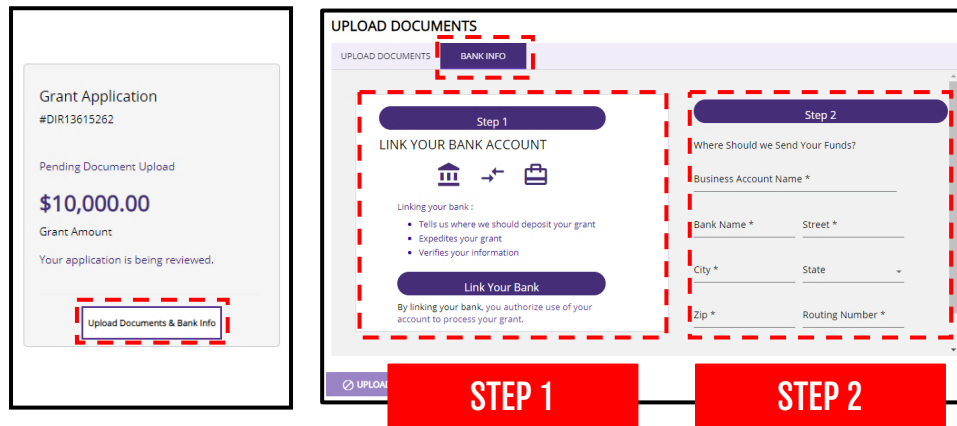 Grant Application
#DIR13615262
Pending Document Upload
$10,000.00
Grant Amount
Your application is being reviewed.
Upload Documents & Bank Info
UPLOAD DOCUMENTS
UPLOAD DOCUMENTS
BANK INFO
Step 1
LINK YOUR BANK ACCOUNT
Linking your bank :
Tells us where we should deposit your grant
Expedites your grant
Verifies your information
Link Your Bank
By linking your bank, you authorize use of your
account to process your grant.
Step 2
Where Should we Send Your Funds?
Business Account Name *
Bank Name * Street *
City * State
Zip * Routing Number *
UPLOA
STEP 1
STEP 2